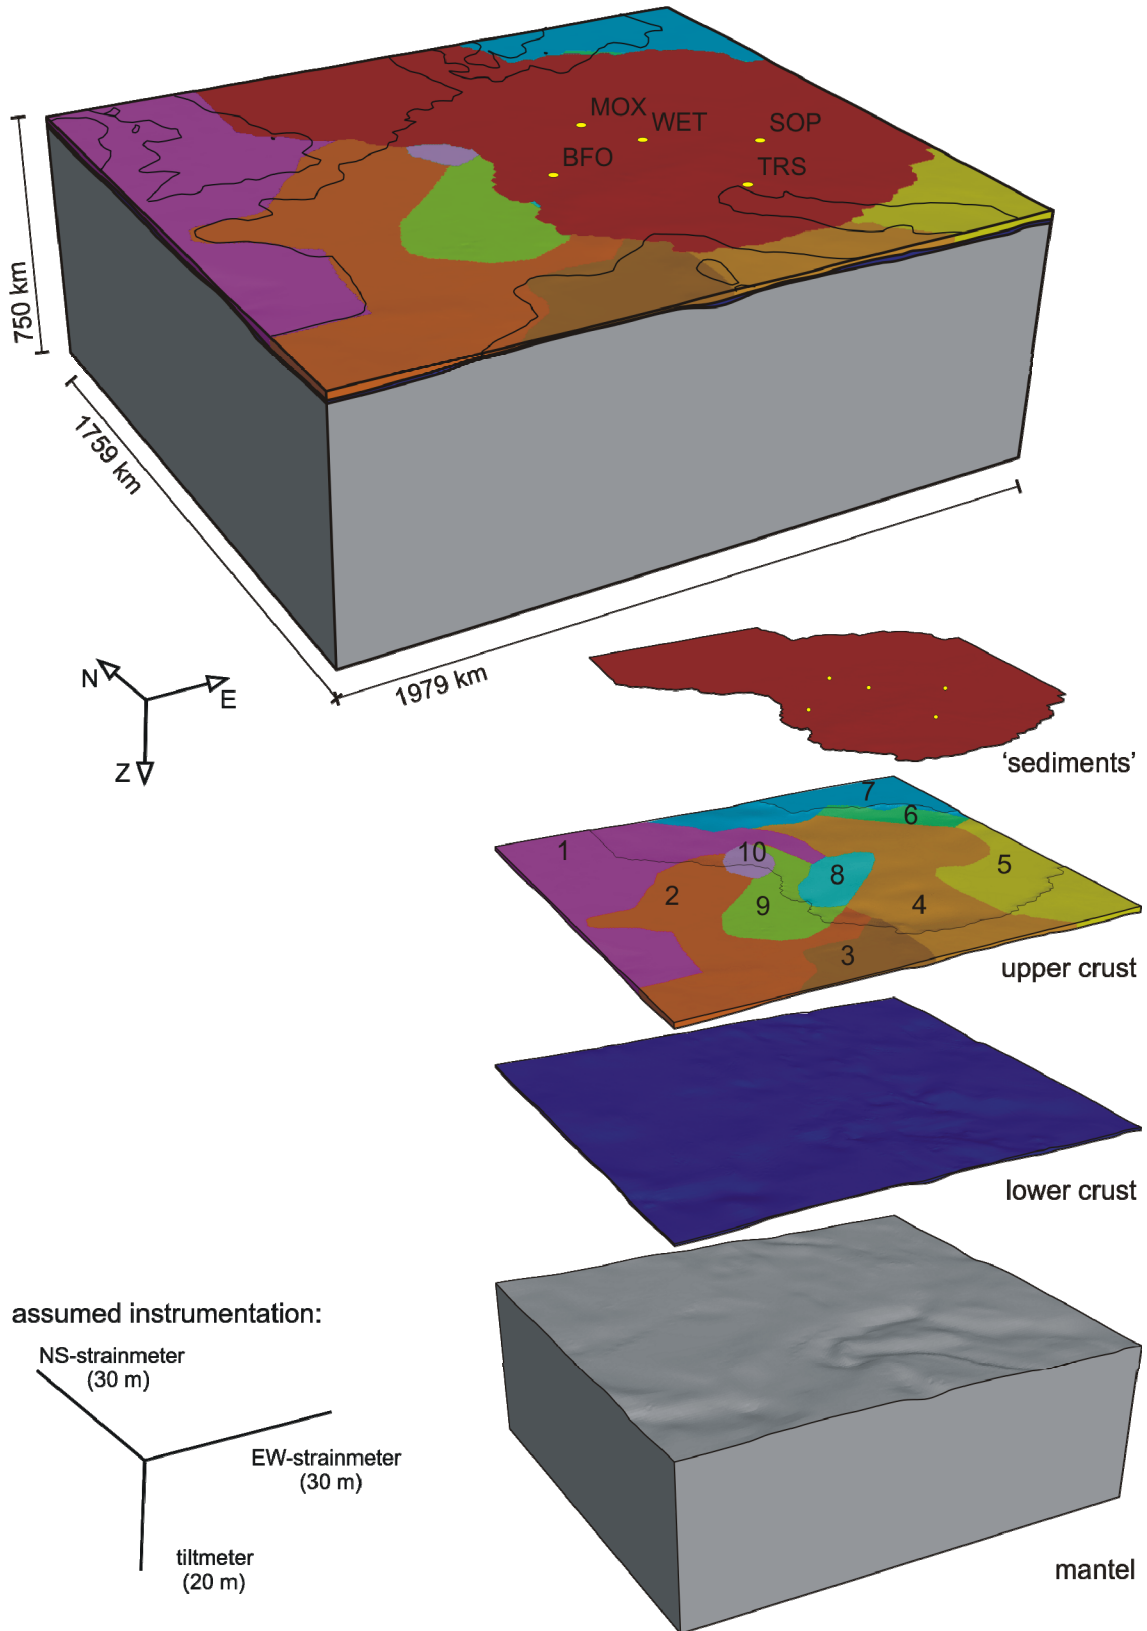 MOX
WET
SOP
BFO
TRS
750 km
1759 km
1979 km
N
E
Z
'sediments'
7
6
1
10
5
8
2
9
4
3
upper crust
lower crust
assumed instrumentation:
NS-strainmeter
(30 m)
EW-strainmeter
(30 m)
tiltmeter
(20 m)
mantel